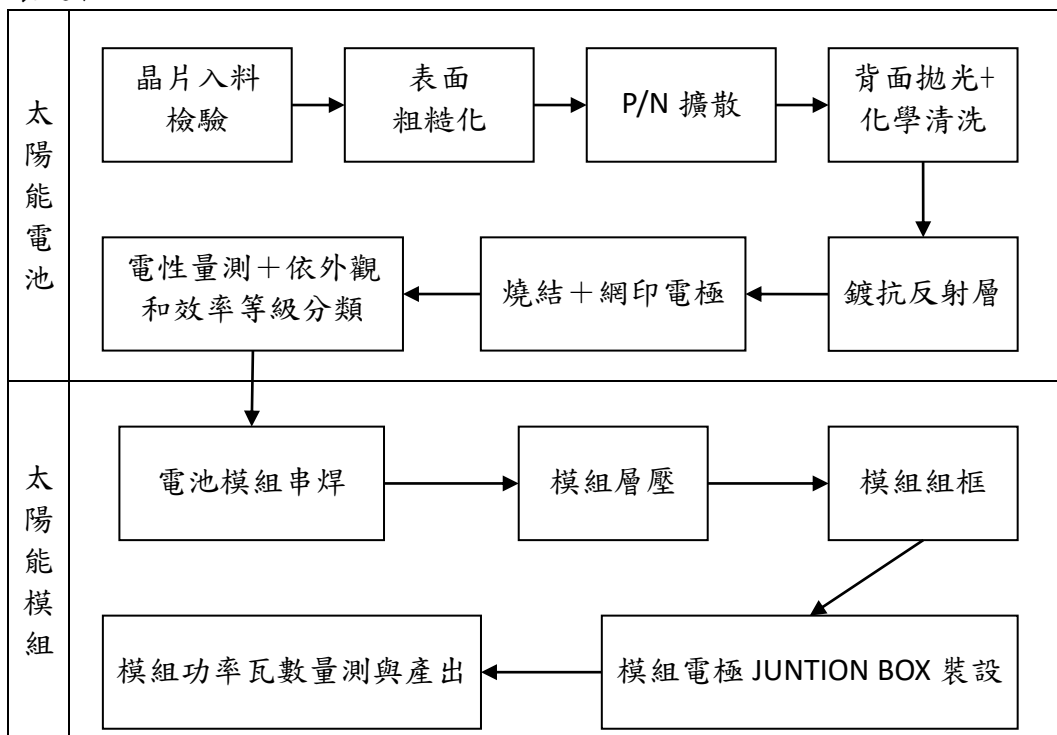 太陽能電池
晶片入料
檢驗
表面
粗糙化
P/N 擴散
背面拋光+
化學清洗
電性量測＋依外觀
和效率等級分類
燒結＋網印電極
鍍抗反射層
太陽能模組
電池模組串焊
模組層壓
模組組框
模組功率瓦數量測與產出
模組電極 JUNTION BOX 裝設